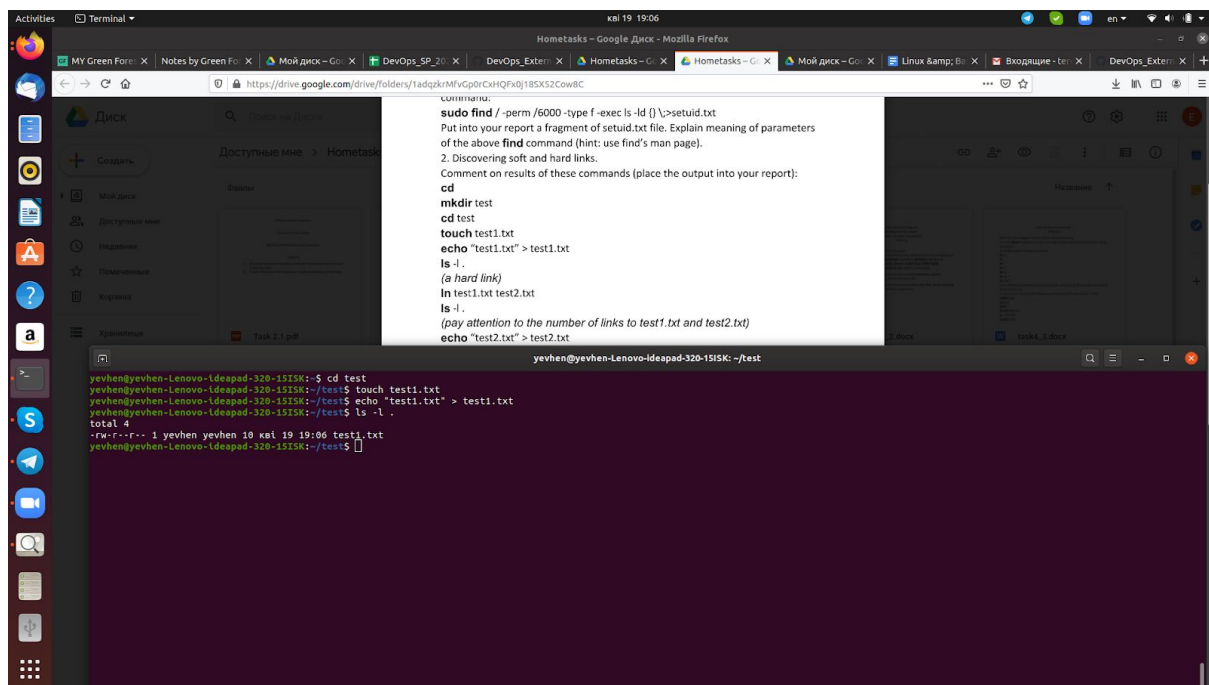 Activities Terminal кві 19 19:06 en
Hometasks – Google Диск - Mozilla Firefox
MY Green Fores Notes by Green For Мой диск – Goo DevOps_SP_20 DevOps_Extern Hometasks – Go Hometasks – Go Мой диск – Goo Linux &amp; Ba Входящие - ter DevOps_Extern
https://drive.google.com/drive/folders/1adqzkrMfvGp0rCxHQFx0j18SX52Cow8C
Диск
Создать
Доступные мне > Hometask
Файлы
Название
Мой диск
Доступные мне
Недавние
Помеченные
Корзина
Хранилище
Task 2.1 pdf
2.docx
task4_3.docx
command:
sudo find / -perm /6000 -type f -exec ls -ld {} \;>setuid.txt
Put into your report a fragment of setuid.txt file. Explain meaning of parameters
of the above find command (hint: use find's man page).
2. Discovering soft and hard links.
Comment on results of these commands (place the output into your report):
cd
mkdir test
cd test
touch test1.txt
echo “test1.txt” > test1.txt
ls -l .
(a hard link)
ln test1.txt test2.txt
ls -l .
(pay attention to the number of links to test1.txt and test2.txt)
echo “test2.txt” > test2.txt
yevhen@yevhen-Lenovo-ideapad-320-15ISK: ~/test
yevhen@yevhen-Lenovo-ideapad-320-15ISK:~$ cd test
yevhen@yevhen-Lenovo-ideapad-320-15ISK:~/test$ touch test1.txt
yevhen@yevhen-Lenovo-ideapad-320-15ISK:~/test$ echo "test1.txt" > test1.txt
yevhen@yevhen-Lenovo-ideapad-320-15ISK:~/test$ ls -l .
total 4
-rw-r--r-- 1 yevhen yevhen 10 кві 19 19:06 test1.txt
yevhen@yevhen-Lenovo-ideapad-320-15ISK:~/test$